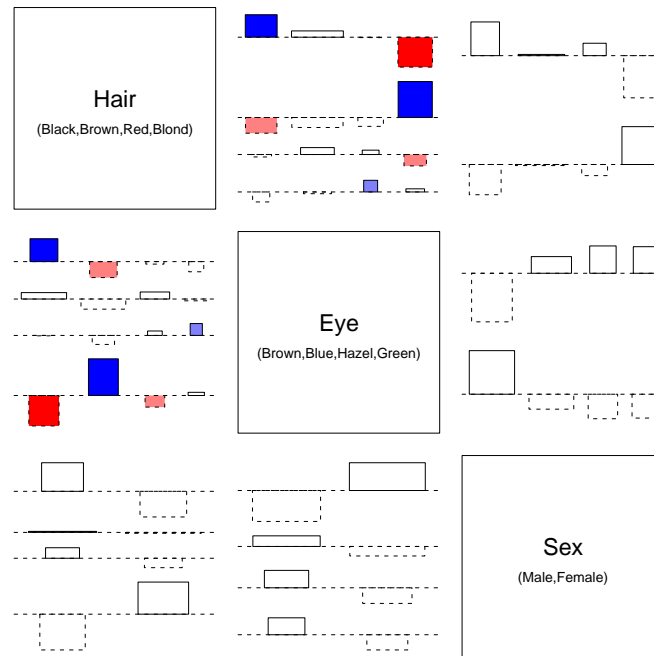 Hair
(Black,Brown,Red,Blond)
Eye
(Brown,Blue,Hazel,Green)
Sex
(Male,Female)